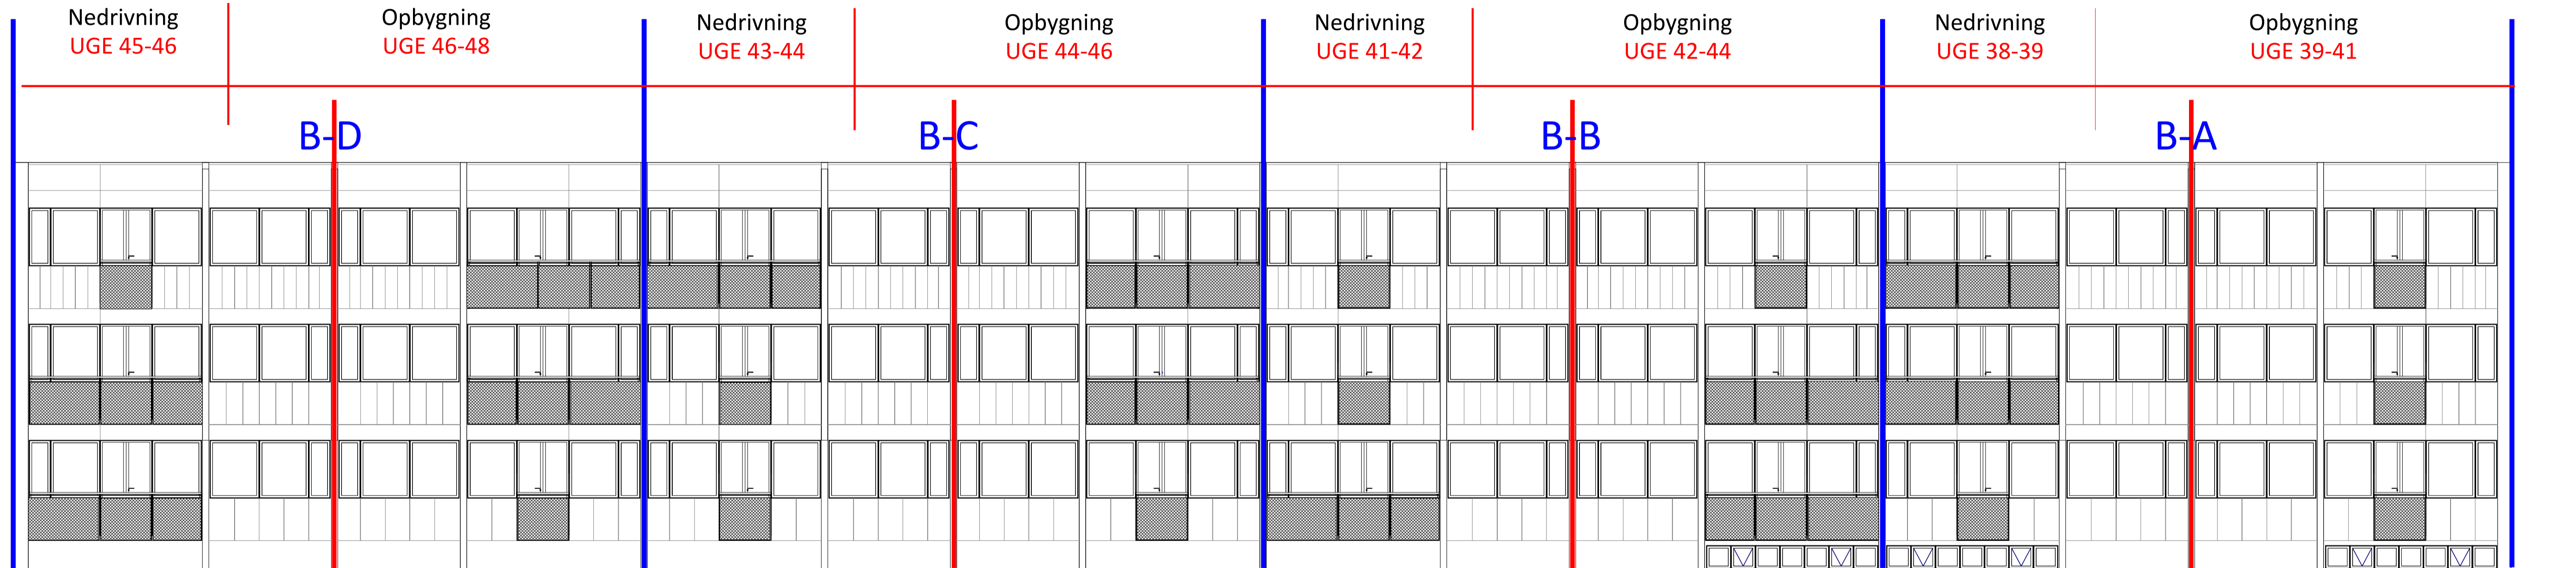 Nedrivning
UGE 45-46
Opbygning
UGE 46-48
Nedrivning
UGE 43-44
Opbygning
UGE 44-46
Nedrivning
UGE 41-42
Opbygning
UGE 42-44
Nedrivning
UGE 38-39
Opbygning
UGE 39-41
B-D
B-C
B-B
B-A